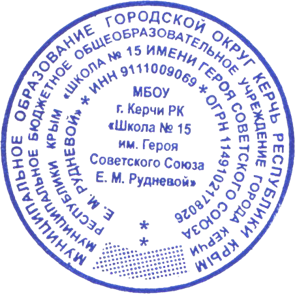 МУНИЦИПАЛЬНОЕ ОБРАЗОВАНИЕ ГОРОДСКОЙ ОКРУГ КЕРЧЬ РЕСПУБЛИКИ КРЫМ
МУНИЦИПАЛЬНОЕ БЮДЖЕТНОЕ ОБЩЕОБРАЗОВАТЕЛЬНОЕ УЧРЕЖДЕНИЕ ГОРОДА КЕРЧИ
РЕСПУБЛИКИ КРЫМ «ШКОЛА № 15 ИМЕНИ ГЕРОЯ СОВЕТСКОГО СОЮЗА
Е. М. РУДНЕВОЙ» * ИНН 9111009069 * ОГРН 1149102178026
МБОУ
г. Керчи РК
«Школа № 15
им. Героя
Советского Союза
Е. М. Рудневой»
*
*